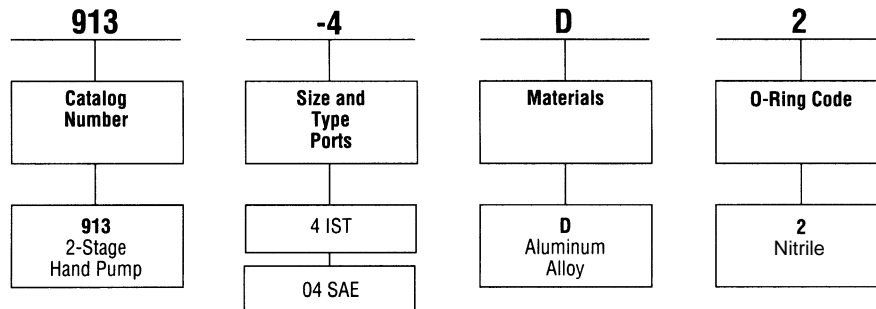 913 -4 D 2
Catalog
Number
Size and
Type
Ports
Materials
O-Ring Code
913
2-Stage
Hand Pump
4 IST
04 SAE
D
Aluminum
Alloy
2
Nitrile